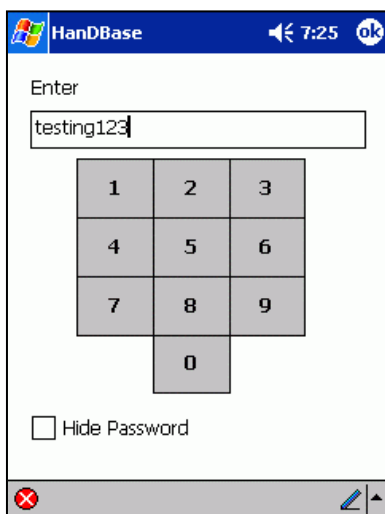 HanDBase 7:25 ok
Enter
testing123
1 2 3
4 5 6
7 8 9
0
Hide Password